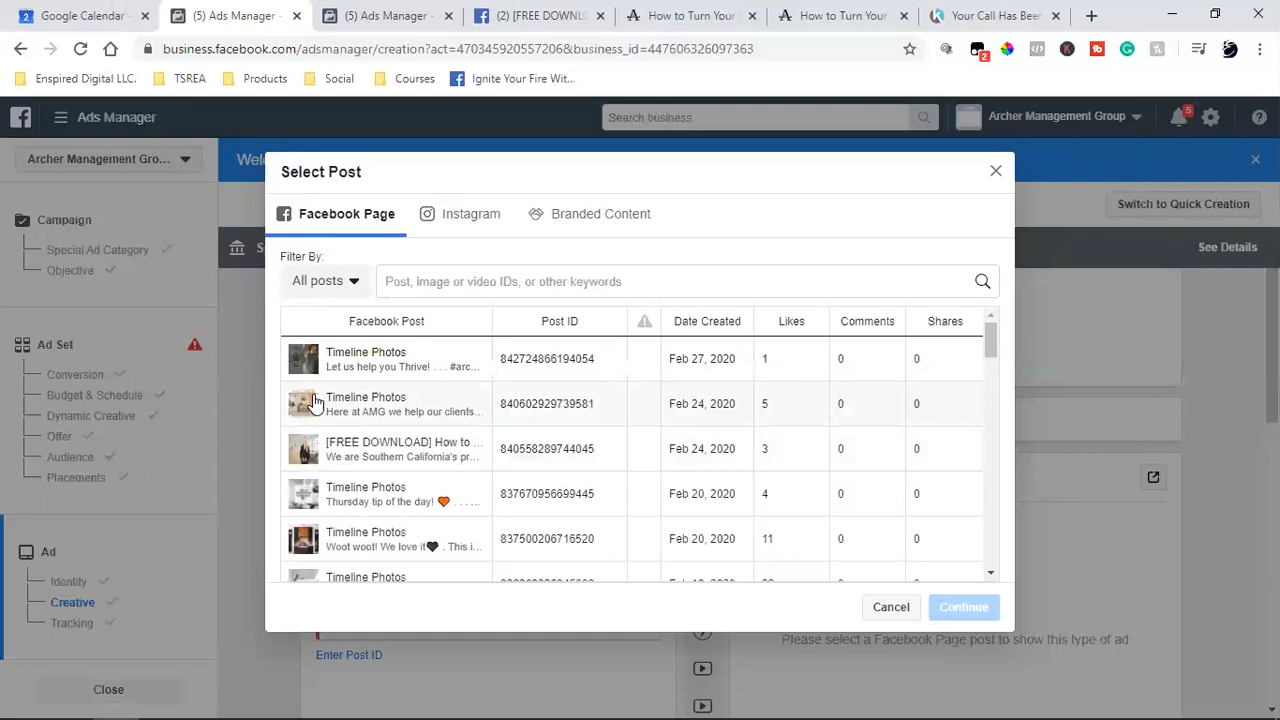 Google Calendar -
(5) Ads Manager -
(5) Ads Manager -
(2) [FREE DOWNL
How to Turn Your
How to Turn Your
Your Call Has Bee
business.facebook.com/adsmanager/creation?act=470345920557206&business_id=447606326097363
2
Enspired Digital LLC.
TSREA
Products
Social
Courses
Ignite Your Fire Wit...
Ads Manager
Search business
Archer Management Group
5
Archer Management Gro...
Wel
Switch to Quick Creation
See Details
Campaign
Special Ad Category
Objective
Ad Set
Conversion
Budget & Schedule
Dynamic Creative
Offer
Audience
Placements
Ad
Identity
Creative
Tracking
Close
Select Post
Facebook Page
Instagram
Branded Content
Filter By:
All posts
Post, image or video IDs, or other keywords
Facebook Post Post ID Date Created Likes Comments Shares
Timeline Photos
Let us help you Thrive! . . . #arc...
842724866194054 Feb 27, 2020 1 0 0
Timeline Photos
Here at AMG we help our clients...
840602929739581 Feb 24, 2020 5 0 0
[FREE DOWNLOAD] How to ...
We are Southern California's pr...
840558289744045 Feb 24, 2020 3 0 0
Timeline Photos
Thursday tip of the day! 🧡 . . . ...
837670956699445 Feb 20, 2020 4 0 0
Timeline Photos
Woot woot! We love it🖤 . This i...
837500206716520 Feb 20, 2020 11 0 0
Timeline Photos
Cancel
Continue
Enter Post ID
Please select a Facebook Page post to show this type of ad